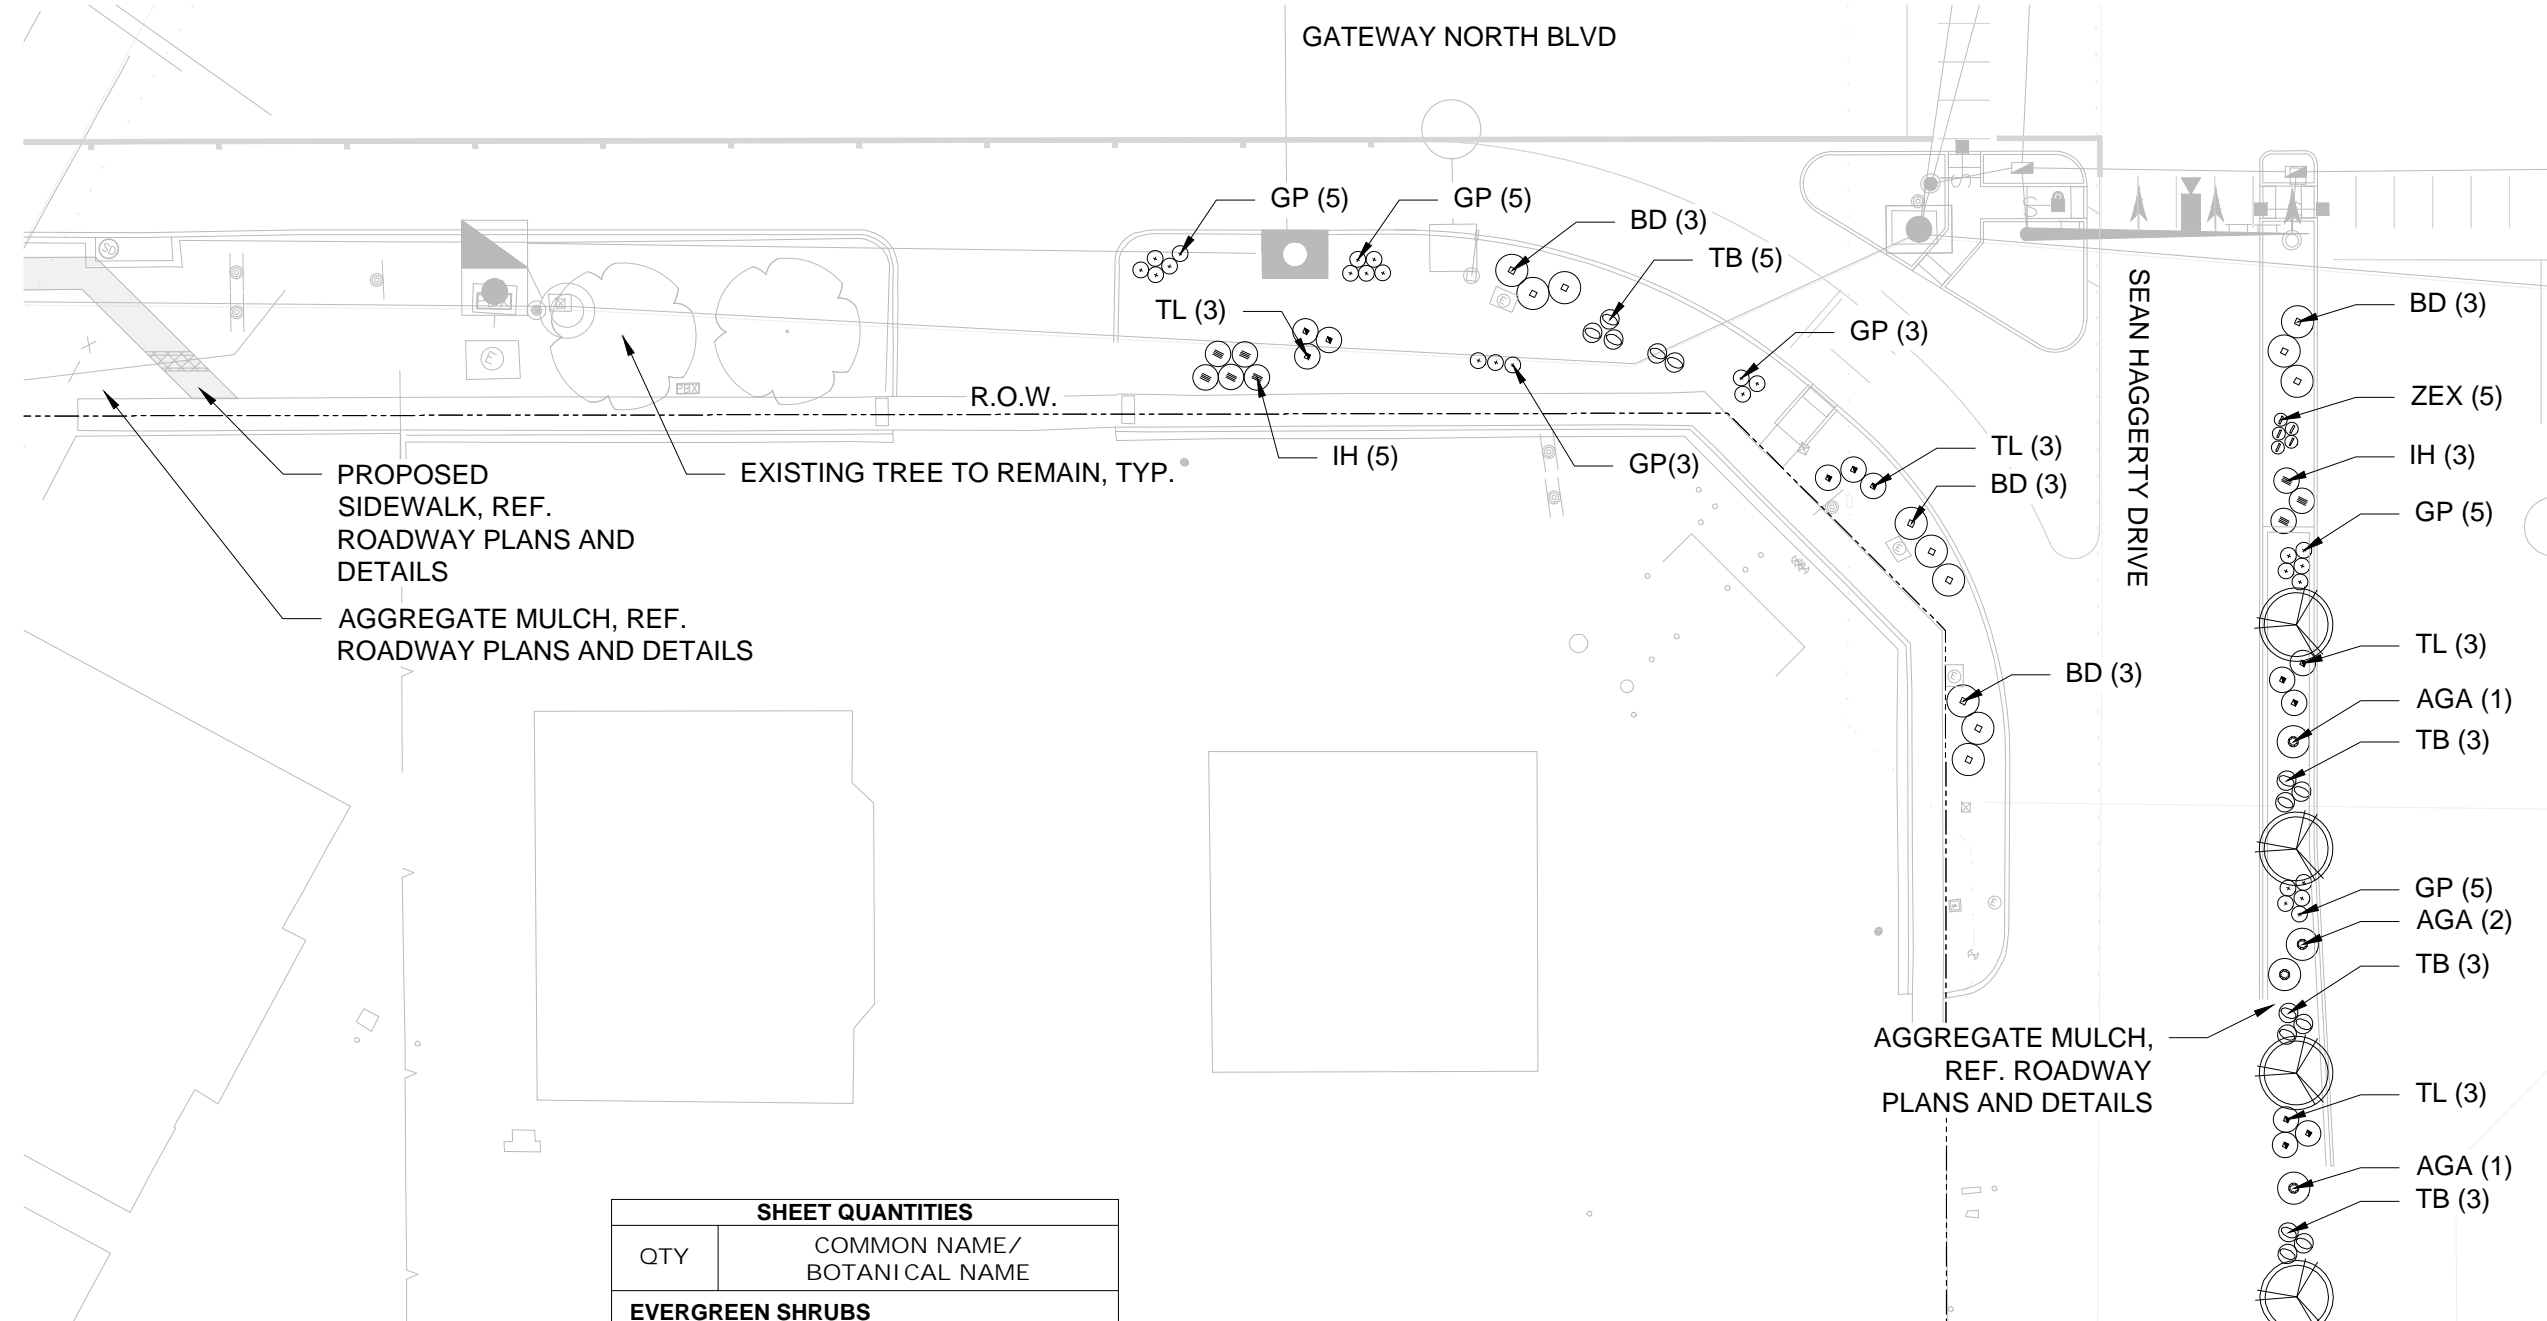 GATEWAY NORTH BLVD
GP (5)
GP (5)
BD (3)
TB (5)
SD
TL (3)
GP (3)
SEAN HAGGERTY DRIVE
BD (3)
E
E
PBX
R.O.W.
ZEX (5)
IH (5)
GP(3)
TL (3)
BD (3)
IH (3)
GP (5)
PROPOSED
SIDEWALK, REF.
ROADWAY PLANS AND
DETAILS
EXISTING TREE TO REMAIN, TYP.
AGGREGATE MULCH, REF.
ROADWAY PLANS AND DETAILS
E
E
BD (3)
TL (3)
AGA (1)
TB (3)
GP (5)
AGA (2)
E
TB (3)
AGGREGATE MULCH,
REF. ROADWAY
PLANS AND DETAILS
TL (3)
AGA (1)
TB (3)
SHEET QUANTITIES
QTY
COMMON NAME/
BOTANICAL NAME
EVERGREEN SHRUBS